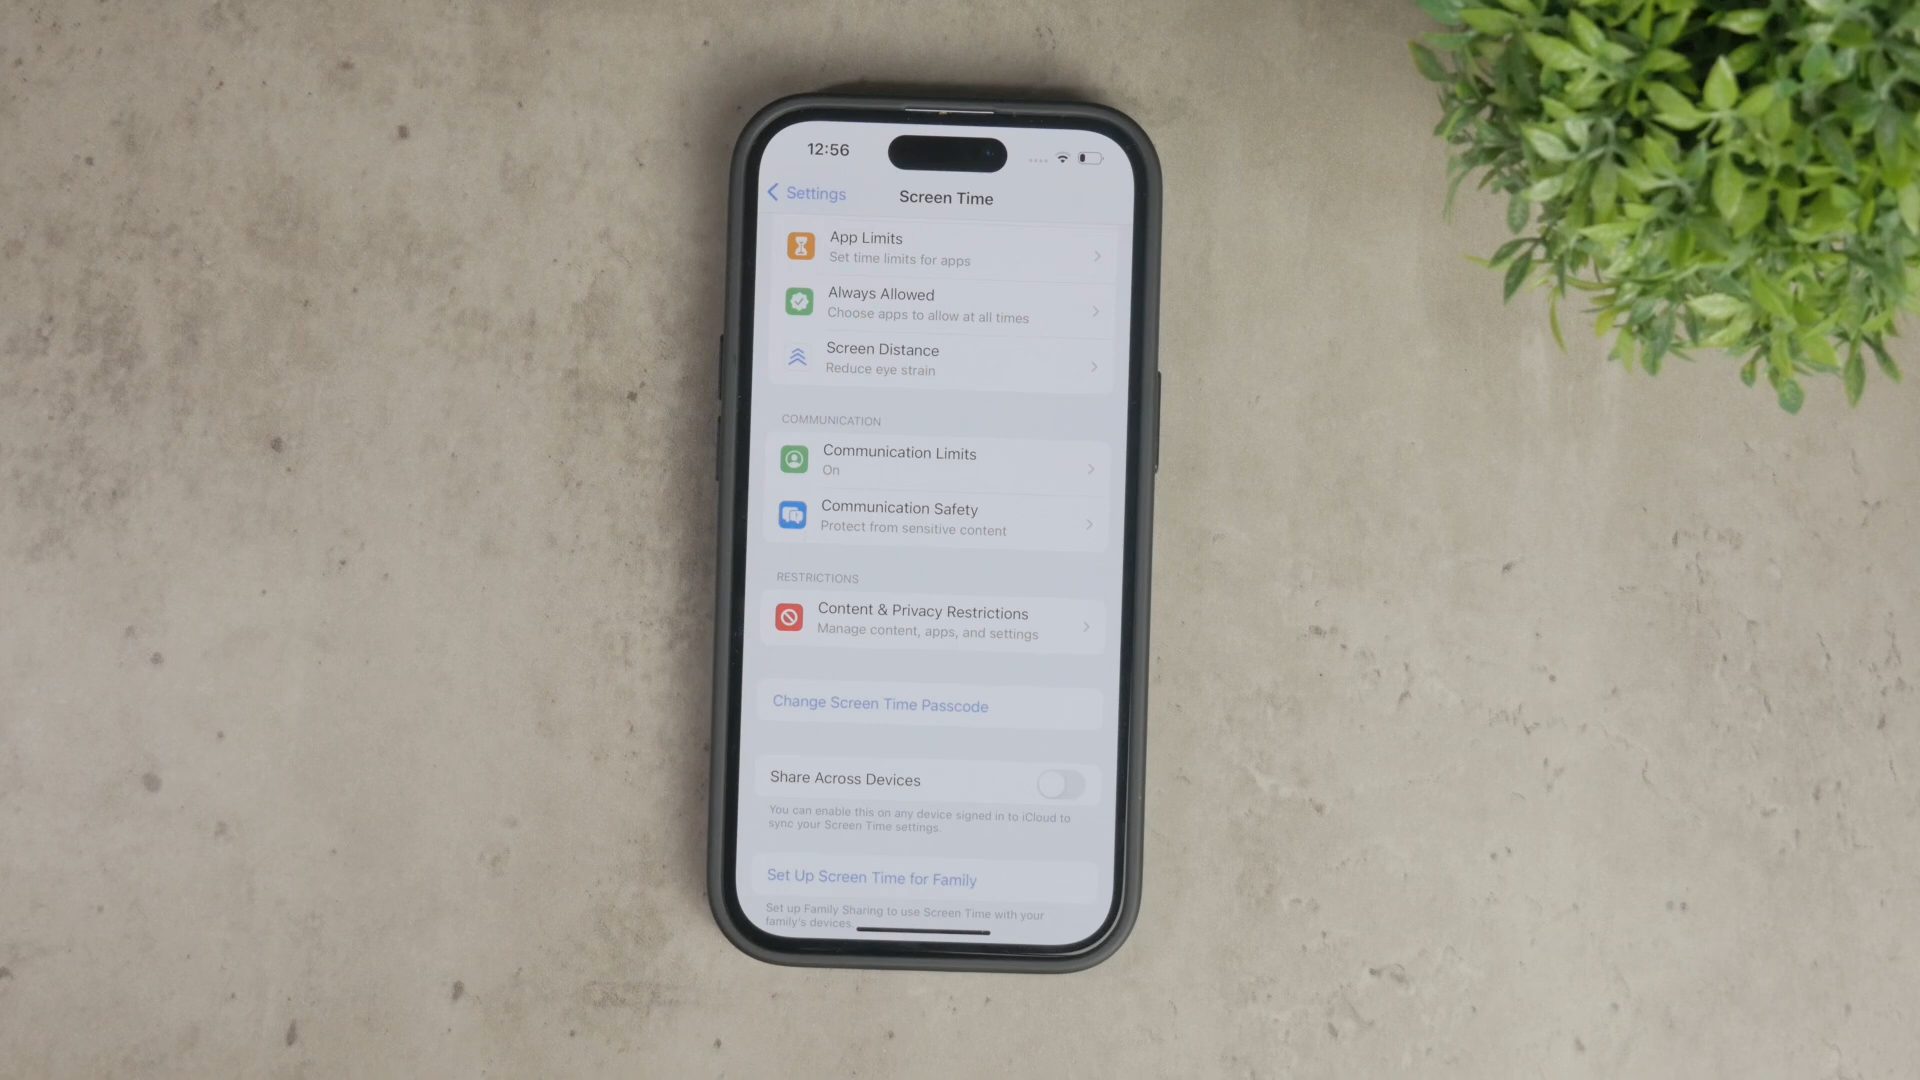 12:56
Settings
Screen Time
App Limits
Set time limits for apps
Always Allowed
Choose apps to allow at all times
Screen Distance
Reduce eye strain
COMMUNICATION
Communication Limits
On
Communication Safety
Protect from sensitive content
RESTRICTIONS
Content & Privacy Restrictions
Manage content, apps, and settings
Change Screen Time Passcode
Share Across Devices
You can enable this on any device signed in to iCloud to
sync your Screen Time settings.
Set Up Screen Time for Family
Set up Family Sharing to use Screen Time with your
family's devices.